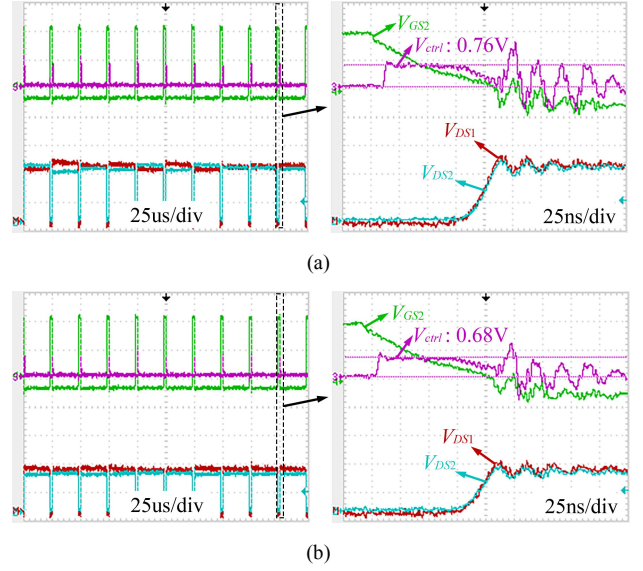 V_GS2
V_ctrl : 0.76V
V_DS1
V_DS2
25us/div
25ns/div
(a)
V_GS2
V_ctrl : 0.68V
V_DS1
V_DS2
25us/div
25ns/div
(b)